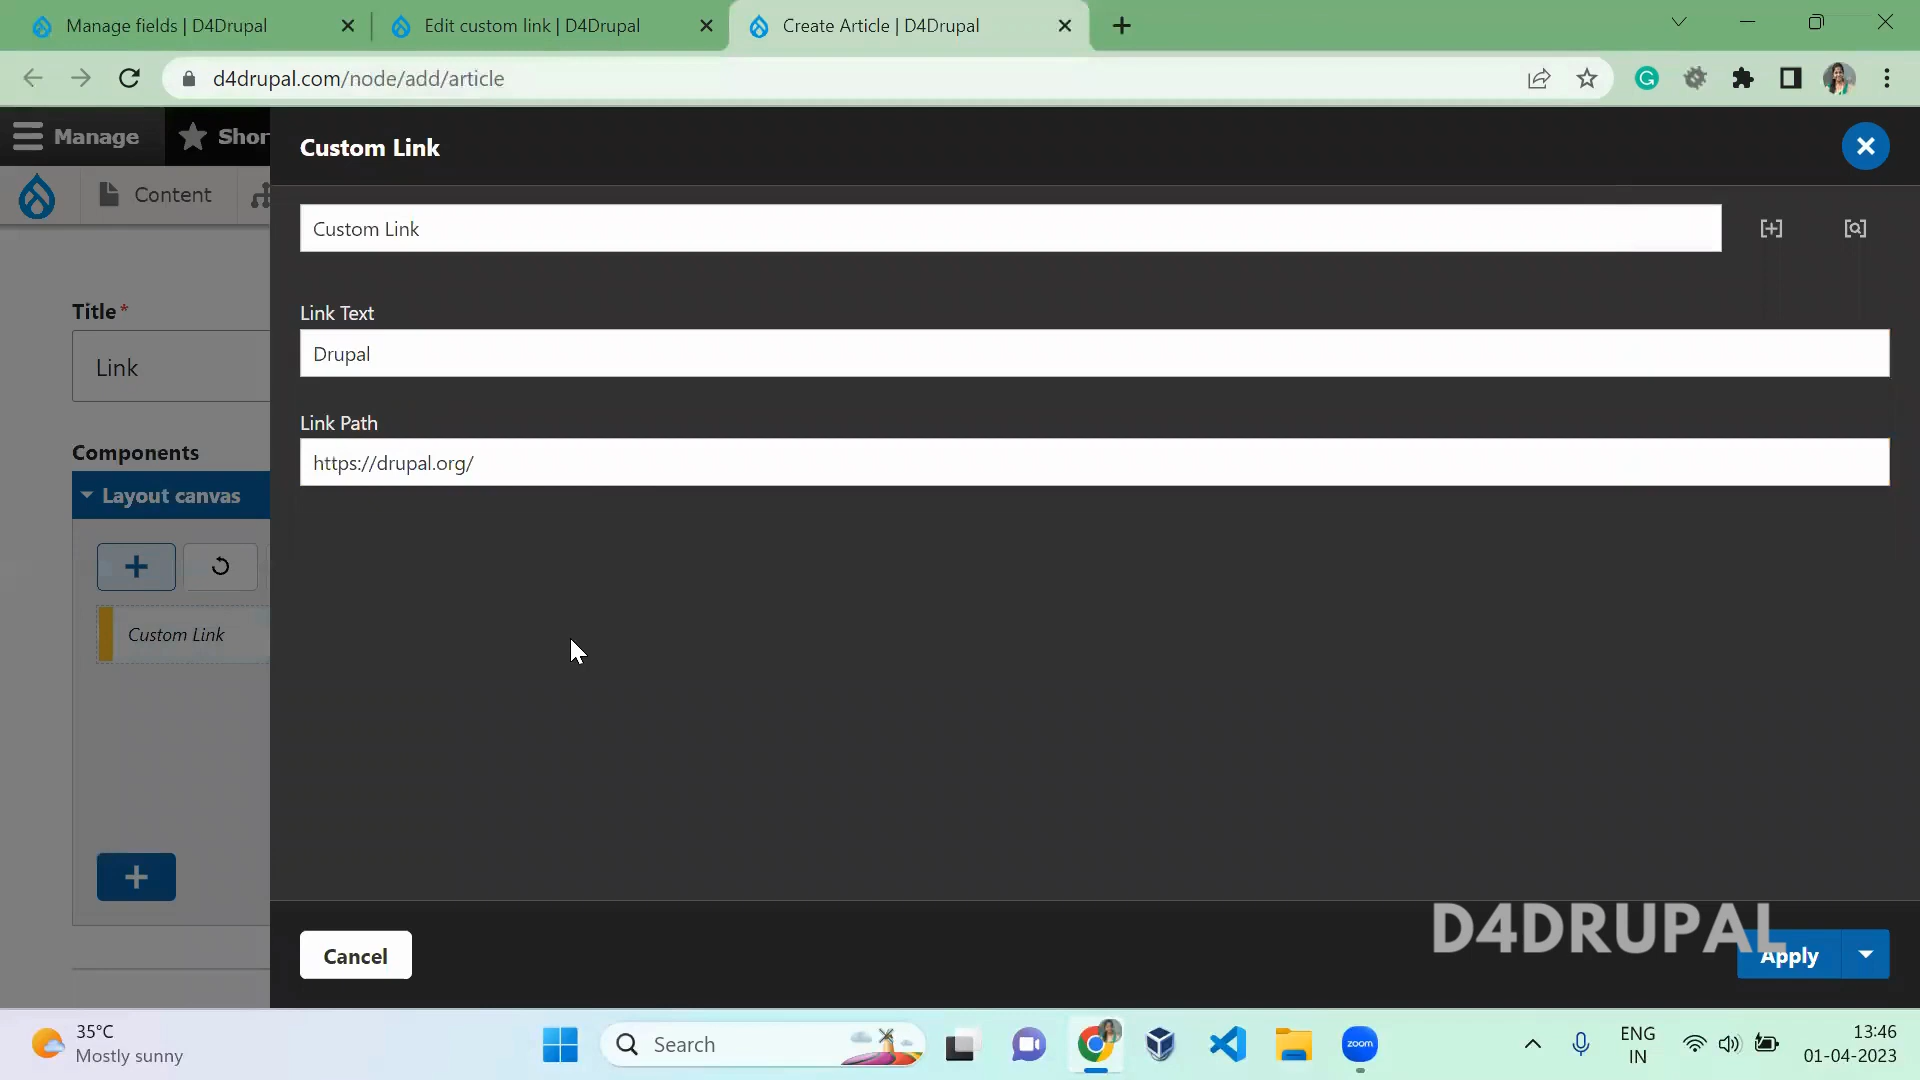 Manage fields | D4Drupal
Edit custom link | D4Drupal
Create Article | D4Drupal
d4drupal.com/node/add/article
Manage
Shor
Custom Link
Content
Custom Link
Title*
Link Text
Link
Drupal
Components
Link Path
Layout canvas
https://drupal.org/
Custom Link
Cancel
D4DRUPAL
Apply
35°C
Mostly sunny
Search
zoom
ENG
IN
13:46
01-04-2023